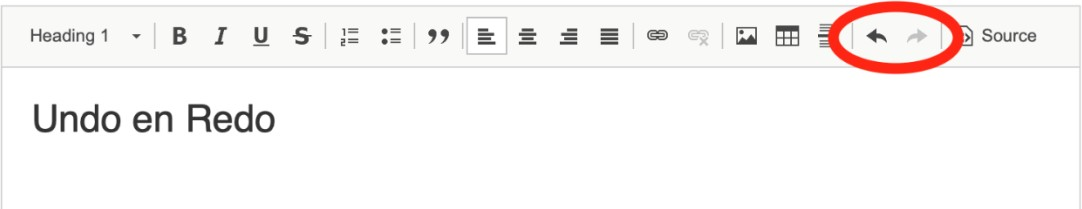 Heading 1 B I U S Source
Undo en Redo